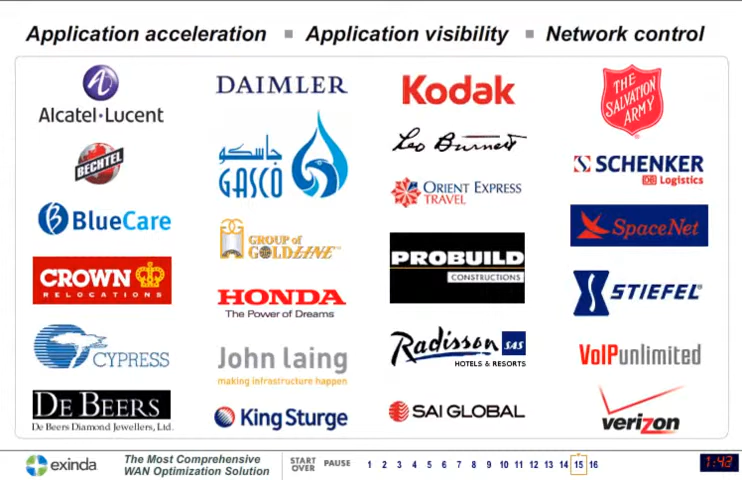 Application acceleration ■ Application visibility ■ Network control
Alcatel·Lucent
BECHTEL
BlueCare
CROWN
RELOCATIONS
CYPRESS
DE BEERS
De Beers Diamond Jewellers, Ltd.
DAIMLER
جاسكو
GASCO
GROUP of
GOLDLINE™
HONDA
The Power of Dreams
John laing
making infrastructure happen
King Sturge
Kodak
Leo Burnett
ORIENT EXPRESS
TRAVEL
PROBUILD
CONSTRUCTIONS
Radisson SAS
HOTELS & RESORTS
SAI GLOBAL
THE
SALVATION
ARMY
SCHENKER
DB Logistics
SpaceNet
STIEFEL®
VoIPunlimited
verizon
exinda
The Most Comprehensive
WAN Optimization Solution
START
OVER
PAUSE
1 2 3 4 5 6 7 8 9 10 11 12 13 14 15 16
1:42